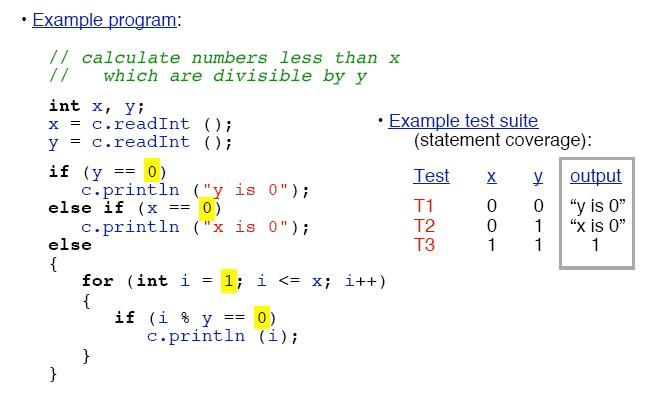 • Example program:
// calculate numbers less than x
// which are divisible by y
int x, y;
x = c.readInt ();
y = c.readInt ();
if (y == 0)
c.println ("y is 0");
else if (x == 0)
c.println ("x is 0");
else
{
for (int i = 1; i <= x; i++)
{
if (i % y == 0)
c.println (i);
}
}
• Example test suite
(statement coverage):
Test x y output
T1 0 0 “y is 0”
T2 0 1 “x is 0”
T3 1 1 1